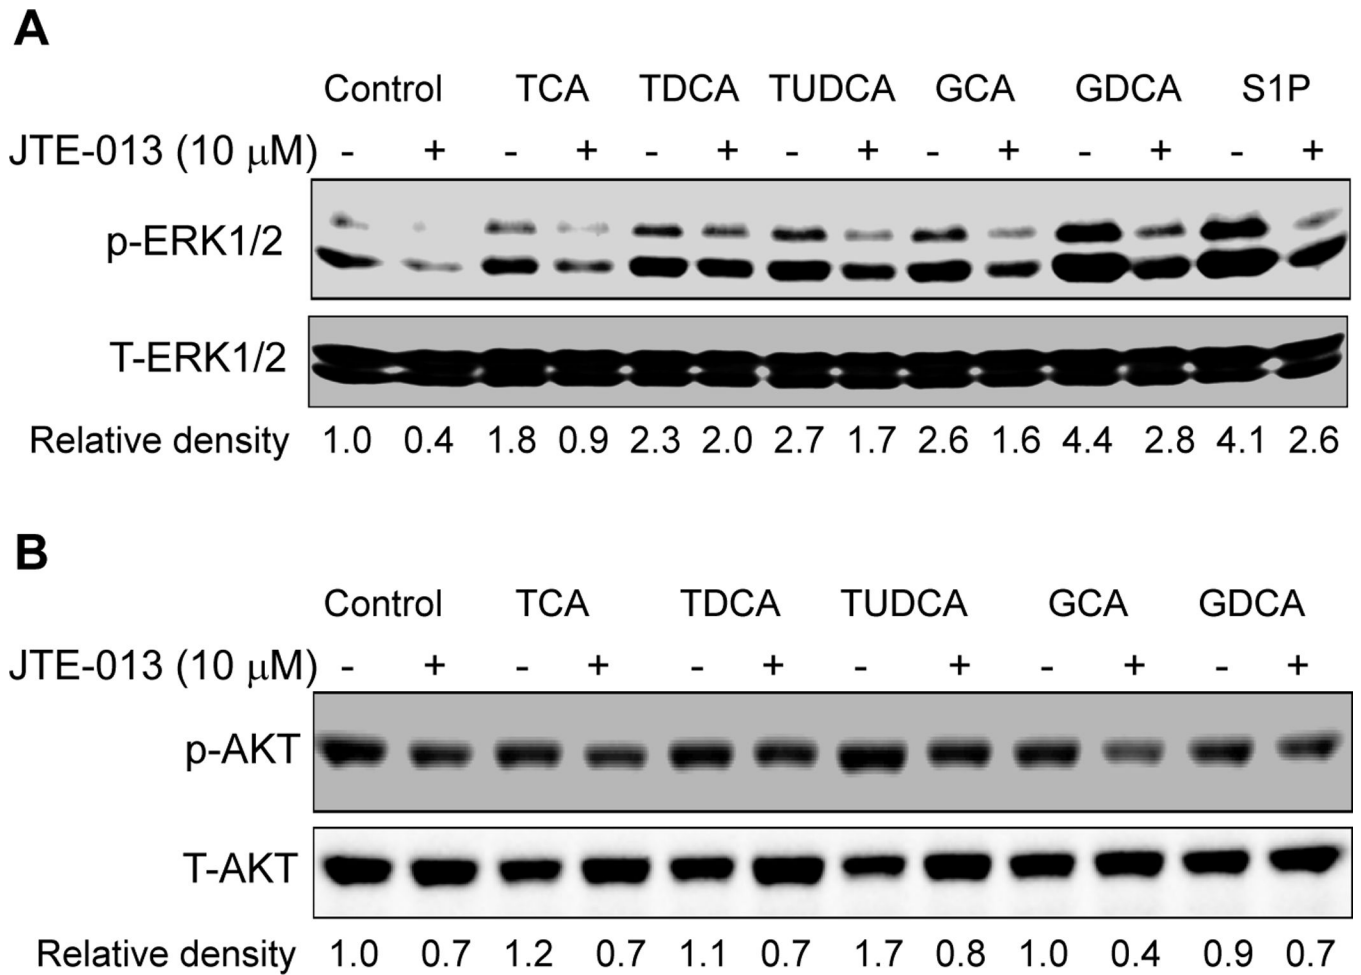 A
Control TCA TDCA TUDCA GCA GDCA S1P
JTE-013 (10 μM) - + - + - + - + - + - + - +
p-ERK1/2
T-ERK1/2
Relative density 1.0 0.4 1.8 0.9 2.3 2.0 2.7 1.7 2.6 1.6 4.4 2.8 4.1 2.6
B
Control TCA TDCA TUDCA GCA GDCA
JTE-013 (10 μM) - + - + - + - + - + - +
p-AKT
T-AKT
Relative density 1.0 0.7 1.2 0.7 1.1 0.7 1.7 0.8 1.0 0.4 0.9 0.7